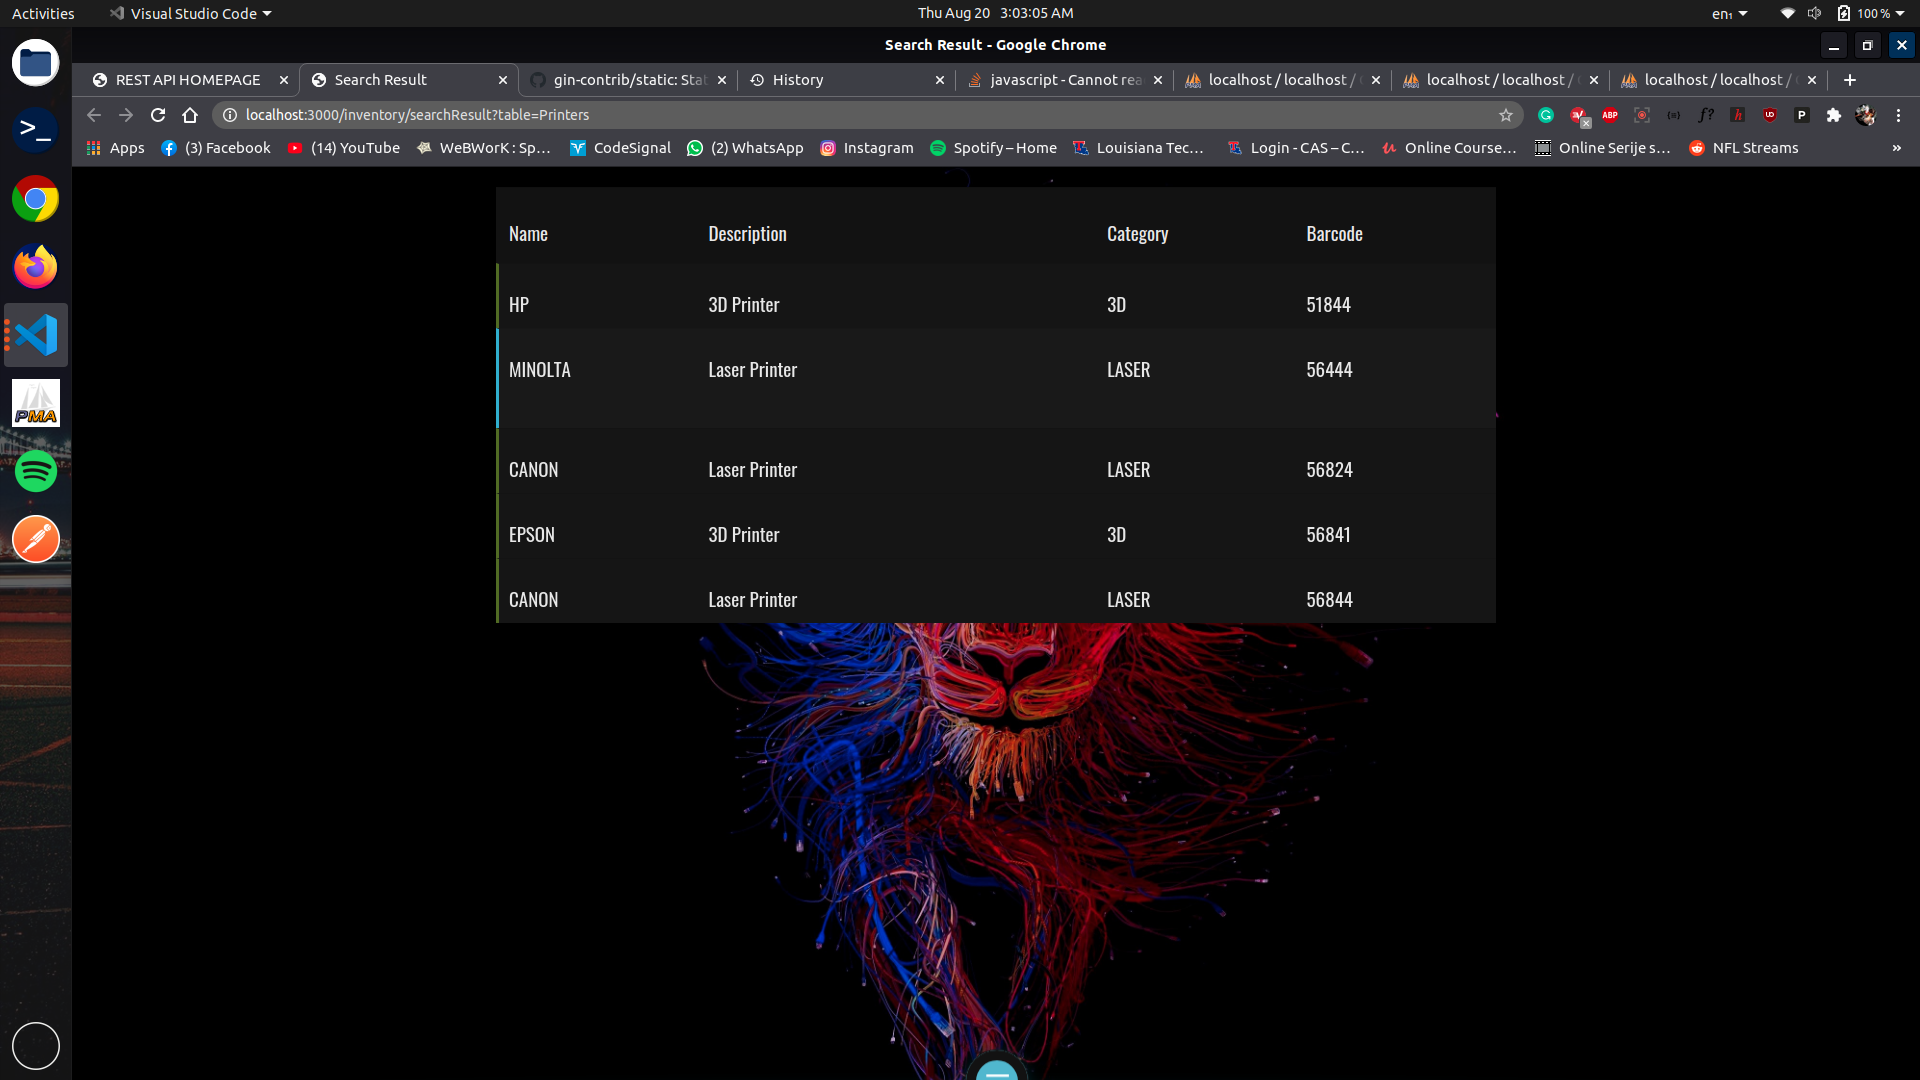 Activities Visual Studio Code Thu Aug 20 3:03:05 AM en₁ 100 %
Search Result - Google Chrome
REST API HOMEPAGE Search Result gin-contrib/static: Stat History javascript - Cannot rea localhost / localhost / localhost / localhost / localhost / localhost /
localhost:3000/inventory/searchResult?table=Printers ABP f? h UD P
Apps (3) Facebook (14) YouTube WeBWorK : Sp… CodeSignal (2) WhatsApp Instagram Spotify – Home Louisiana Tec… Login - CAS – C… Online Course… Online Serije s… NFL Streams »
Name Description Category Barcode
HP 3D Printer 3D 51844
MINOLTA Laser Printer LASER 56444
CANON Laser Printer LASER 56824
EPSON 3D Printer 3D 56841
CANON Laser Printer LASER 56844
PMA